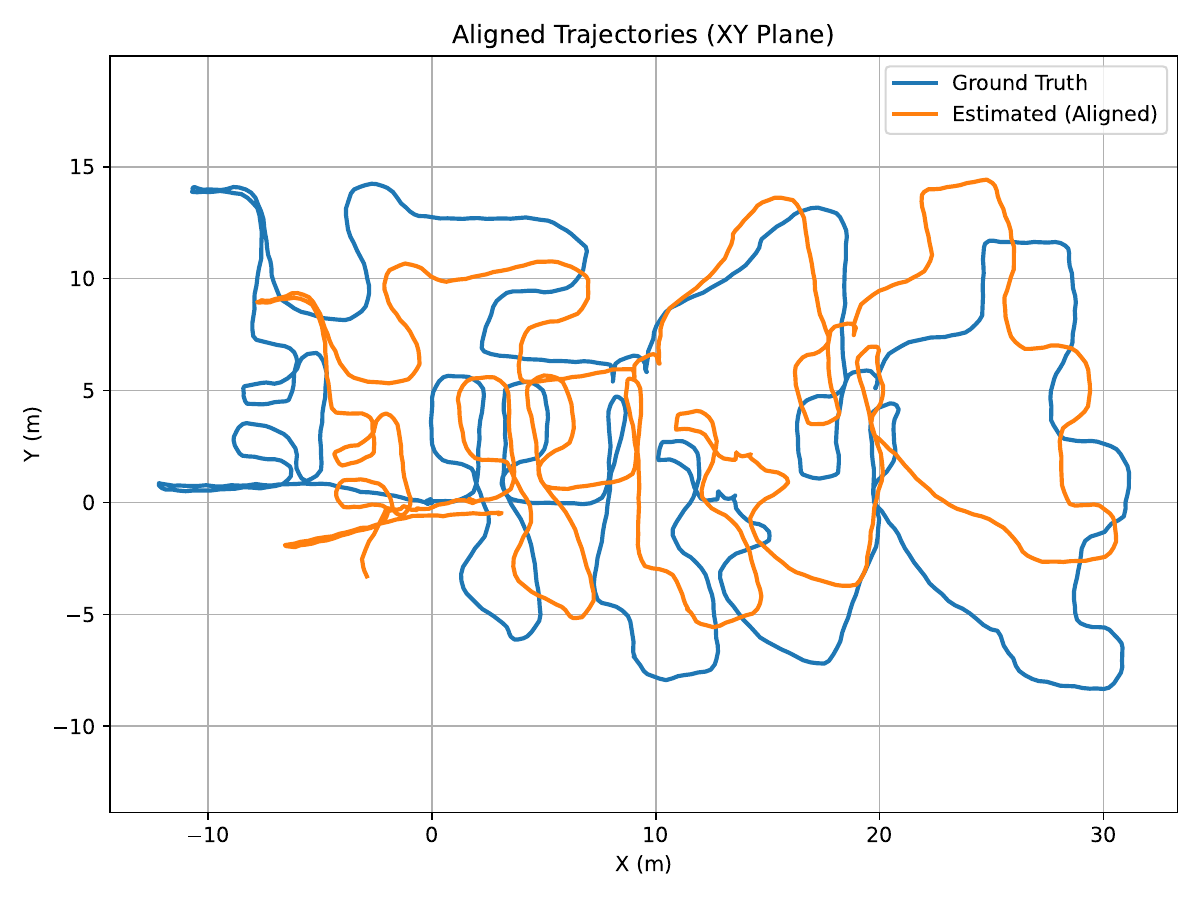 Aligned Trajectories (XY Plane)
Ground Truth
Estimated (Aligned)
15
10
5
0
−5
−10
Y (m)
−10
0
10
20
30
X (m)